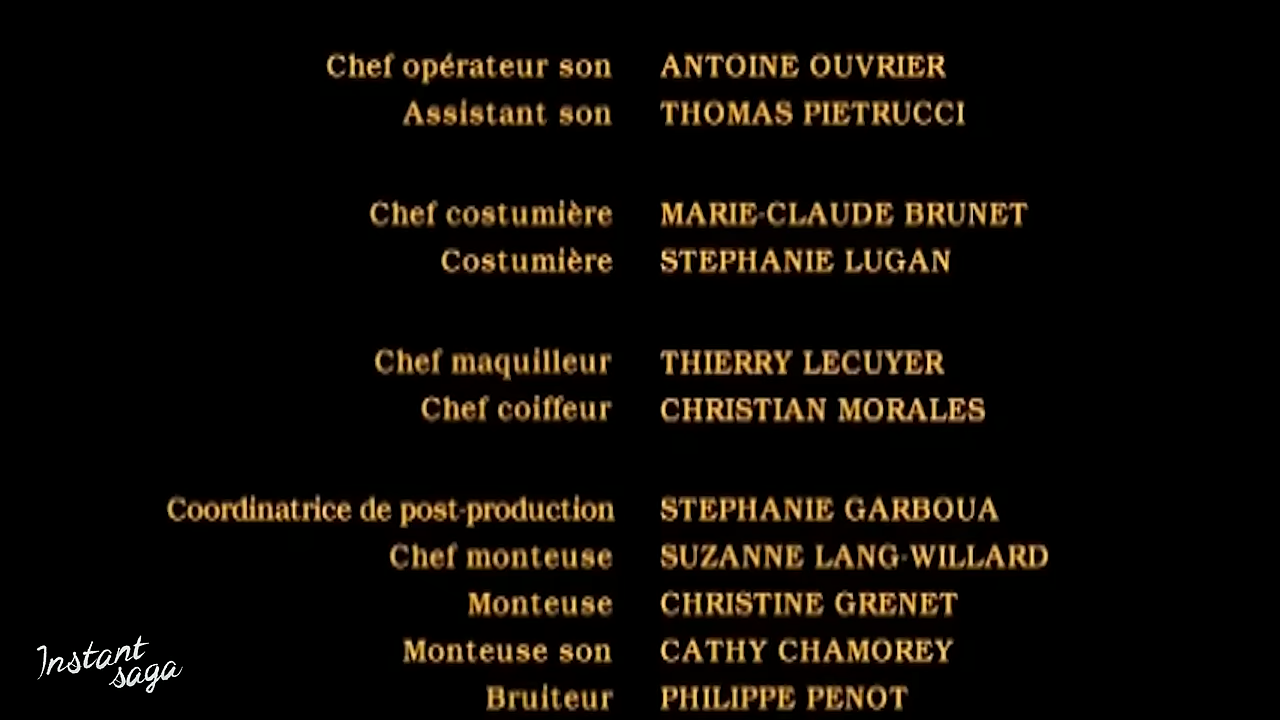 Chef opérateur son ANTOINE OUVRIER
Assistant son THOMAS PIETRUCCI
Chef costumière MARIE-CLAUDE BRUNET
Costumière STEPHANIE LUGAN
Chef maquilleur THIERRY LECUYER
Chef coiffeur CHRISTIAN MORALES
Coordinatrice de post-production STEPHANIE GARBOUA
Chef monteuse SUZANNE LANG-WILLARD
Monteuse CHRISTINE GRENET
Monteuse son CATHY CHAMOREY
Bruiteur PHILIPPE PENOT
Instant
saga